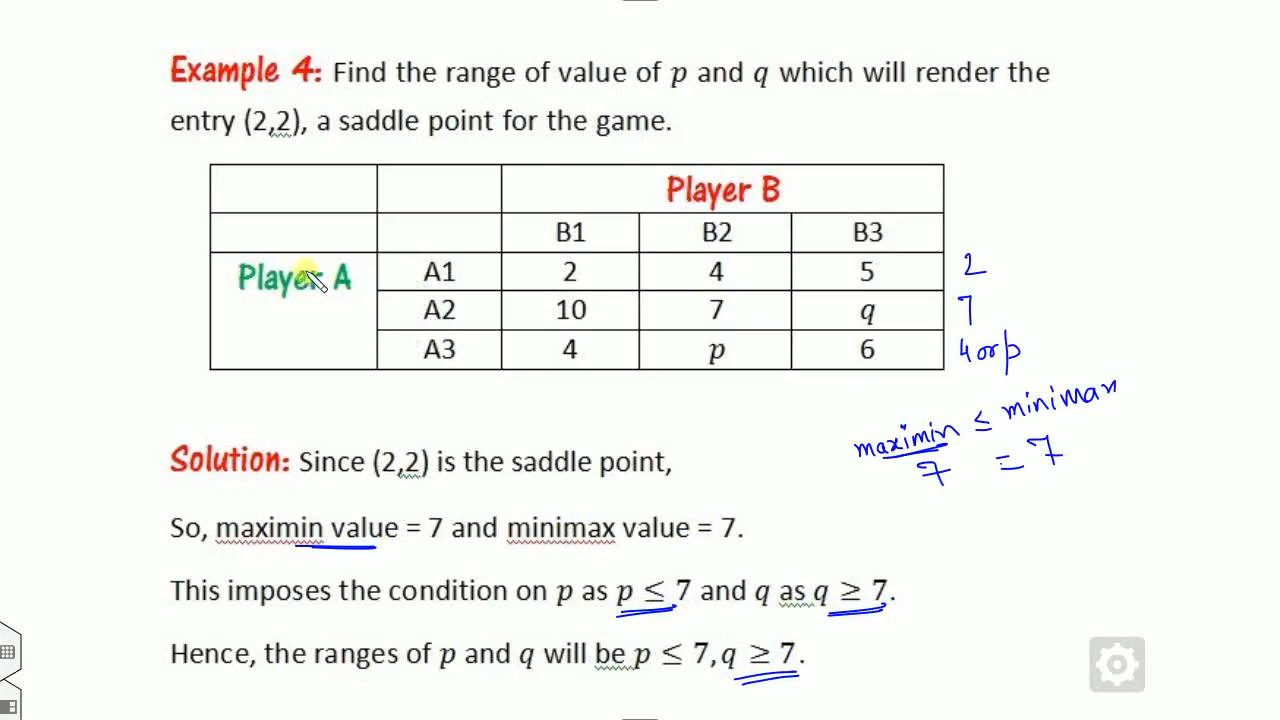 Example 4: Find the range of value of p and q which will render the
entry (2,2), a saddle point for the game.
Player B
B1 B2 B3
Player A A1 2 4 5 2
A2 10 7 q 7
A3 4 p 6 4 or p
maximin ≤ minimax
7 = 7
Solution: Since (2,2) is the saddle point,
So, maximin value = 7 and minimax value = 7.
This imposes the condition on p as p ≤ 7 and q as q ≥ 7.
Hence, the ranges of p and q will be p ≤ 7, q ≥ 7.